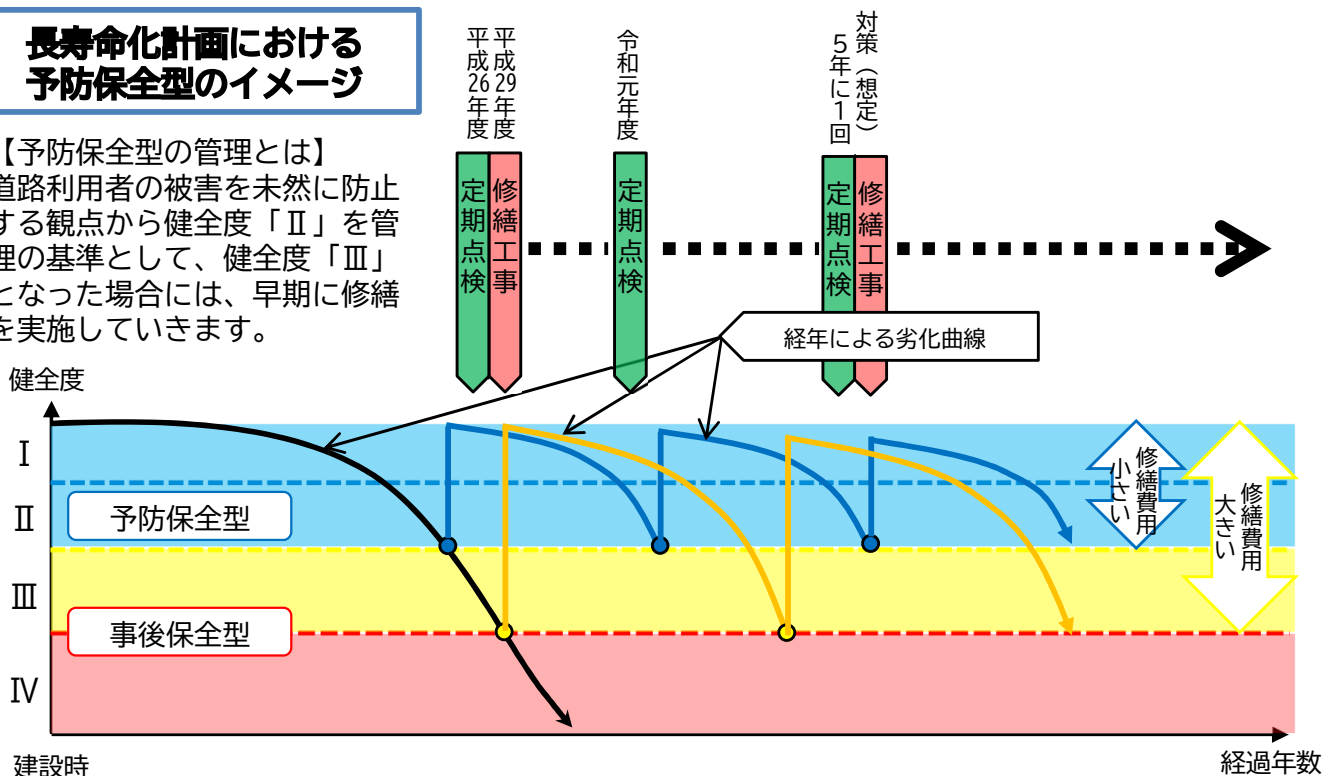 長寿命化計画における
予防保全型のイメージ
【予防保全型の管理とは】
道路利用者の被害を未然に防止
する観点から健全度「Ⅱ」を管
理の基準として、健全度「Ⅲ」
となった場合には、早期に修繕
を実施していきます。
平成26年度
平成29年度
令和元年度
5年に1回
対策(想定)
定期点検
修繕工事
定期点検
定期点検
修繕工事
経年による劣化曲線
健全度
Ⅰ
Ⅱ
Ⅲ
Ⅳ
予防保全型
事後保全型
修繕費用
小さい
修繕費用
大きい
建設時
経過年数